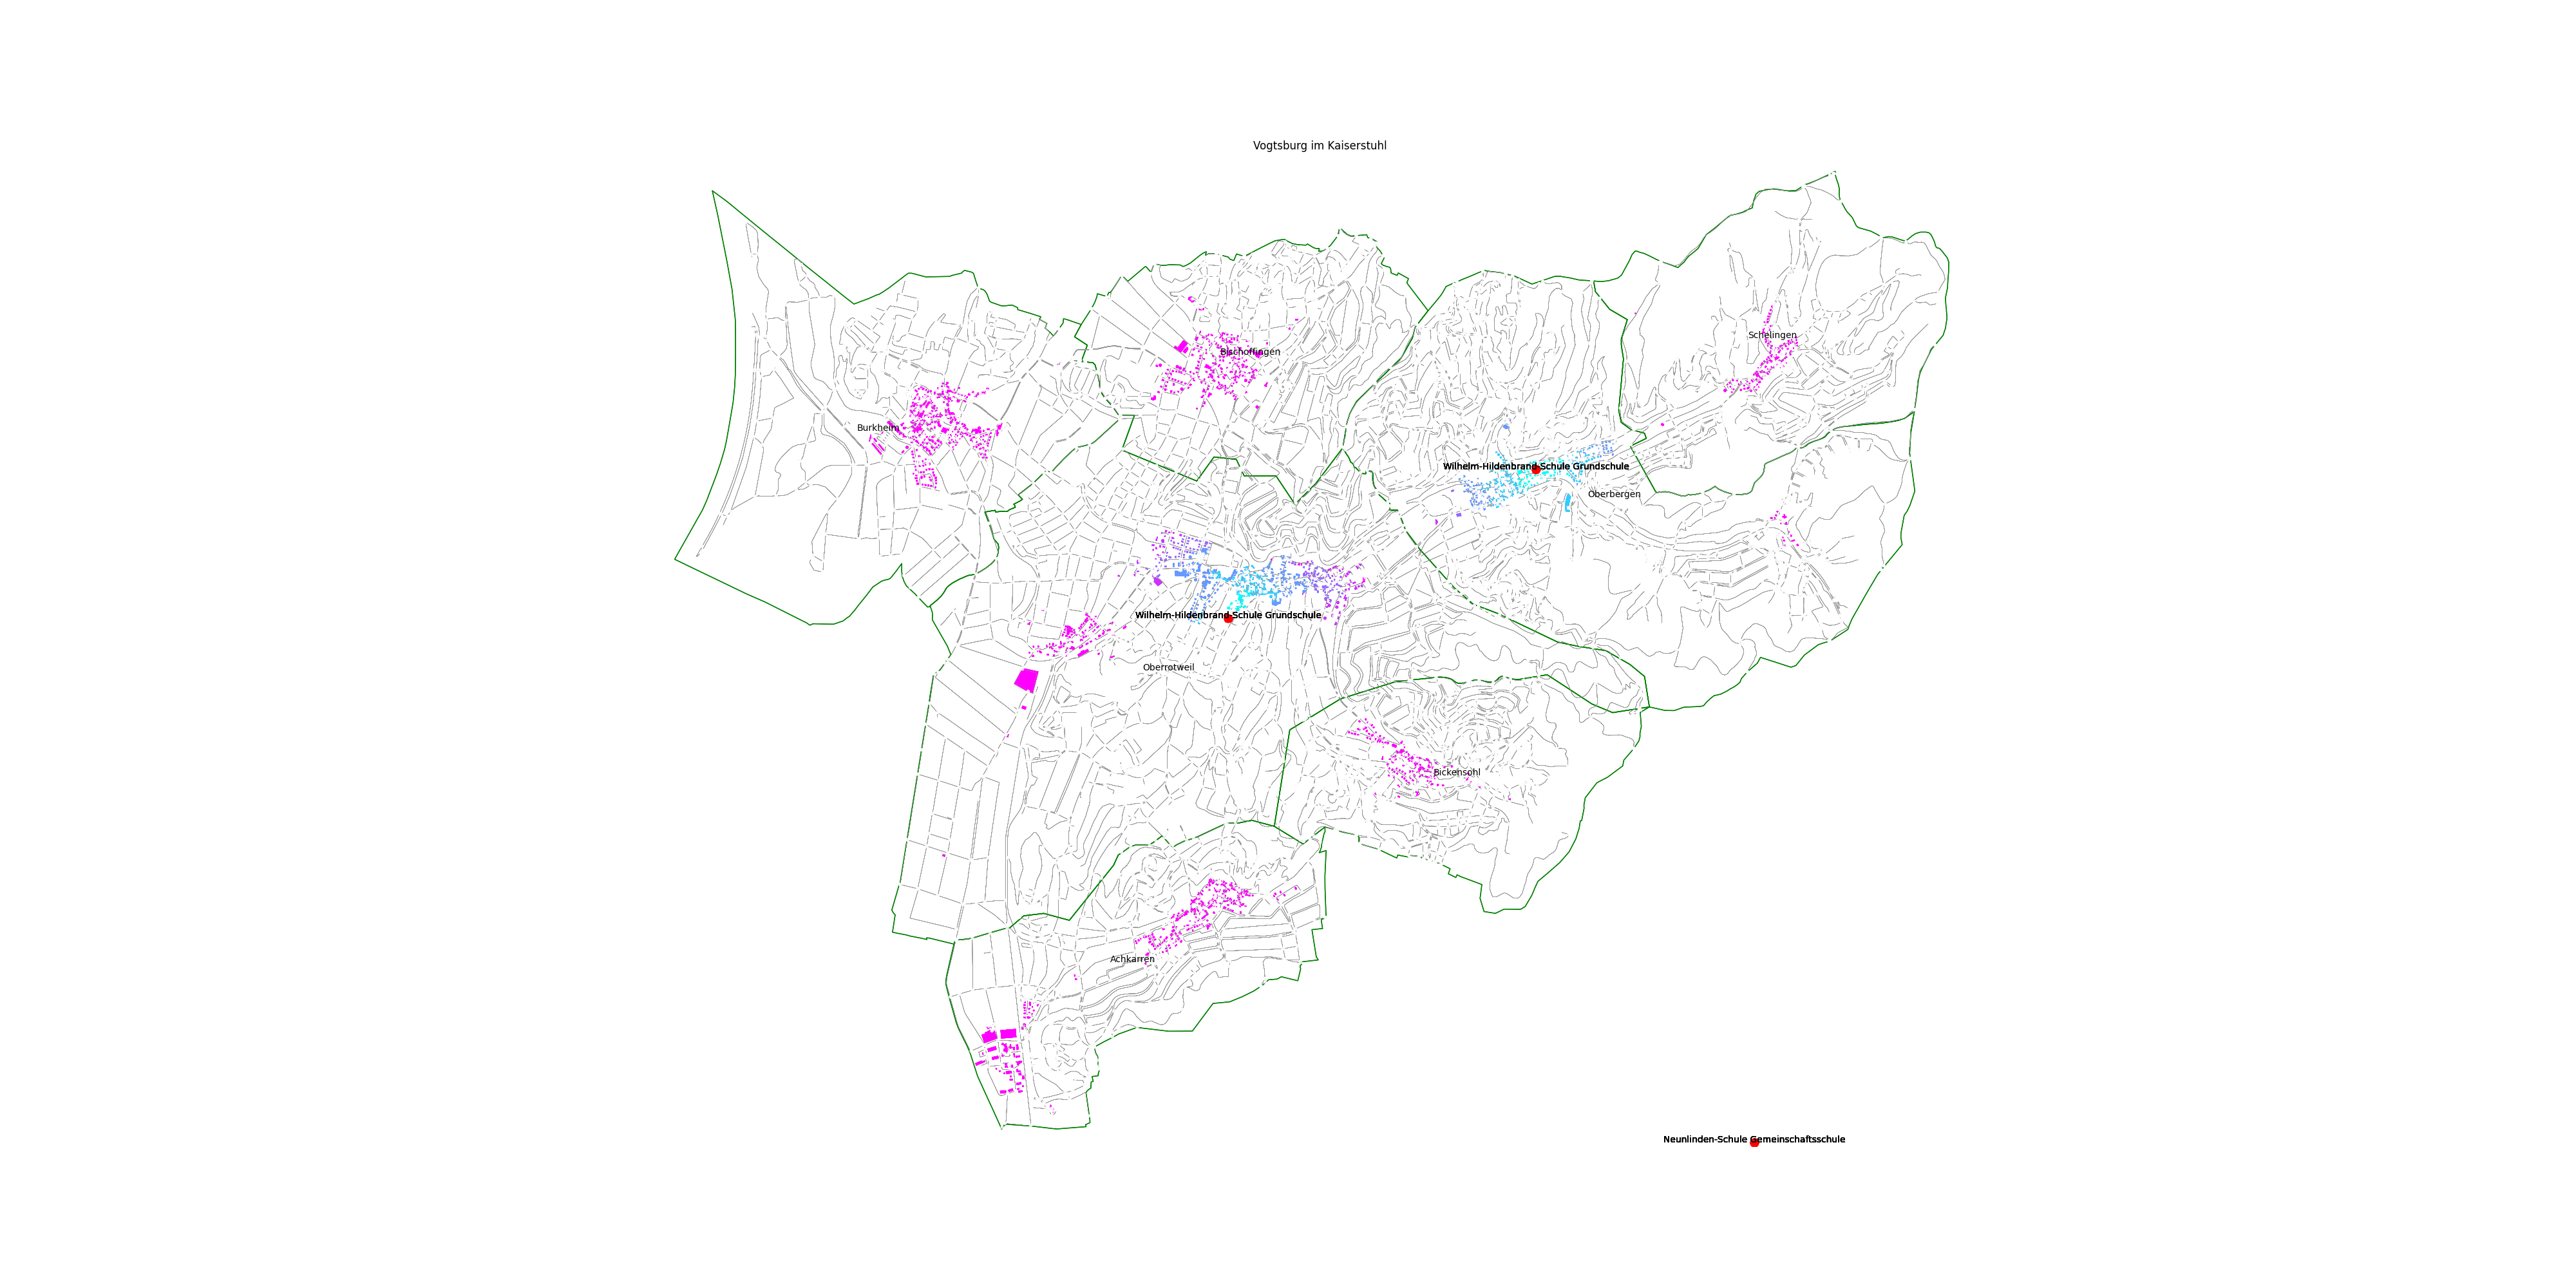 Vogtsburg im Kaiserstuhl
Schelingen
Bischoffingen
Burkheim
Wilhelm-Hildenbrand-Schule Grundschule
Oberbergen
Wilhelm-Hildenbrand-Schule Grundschule
Oberrotweil
Bickensohl
Achkarren
Neunlinden-Schule Gemeinschaftsschule